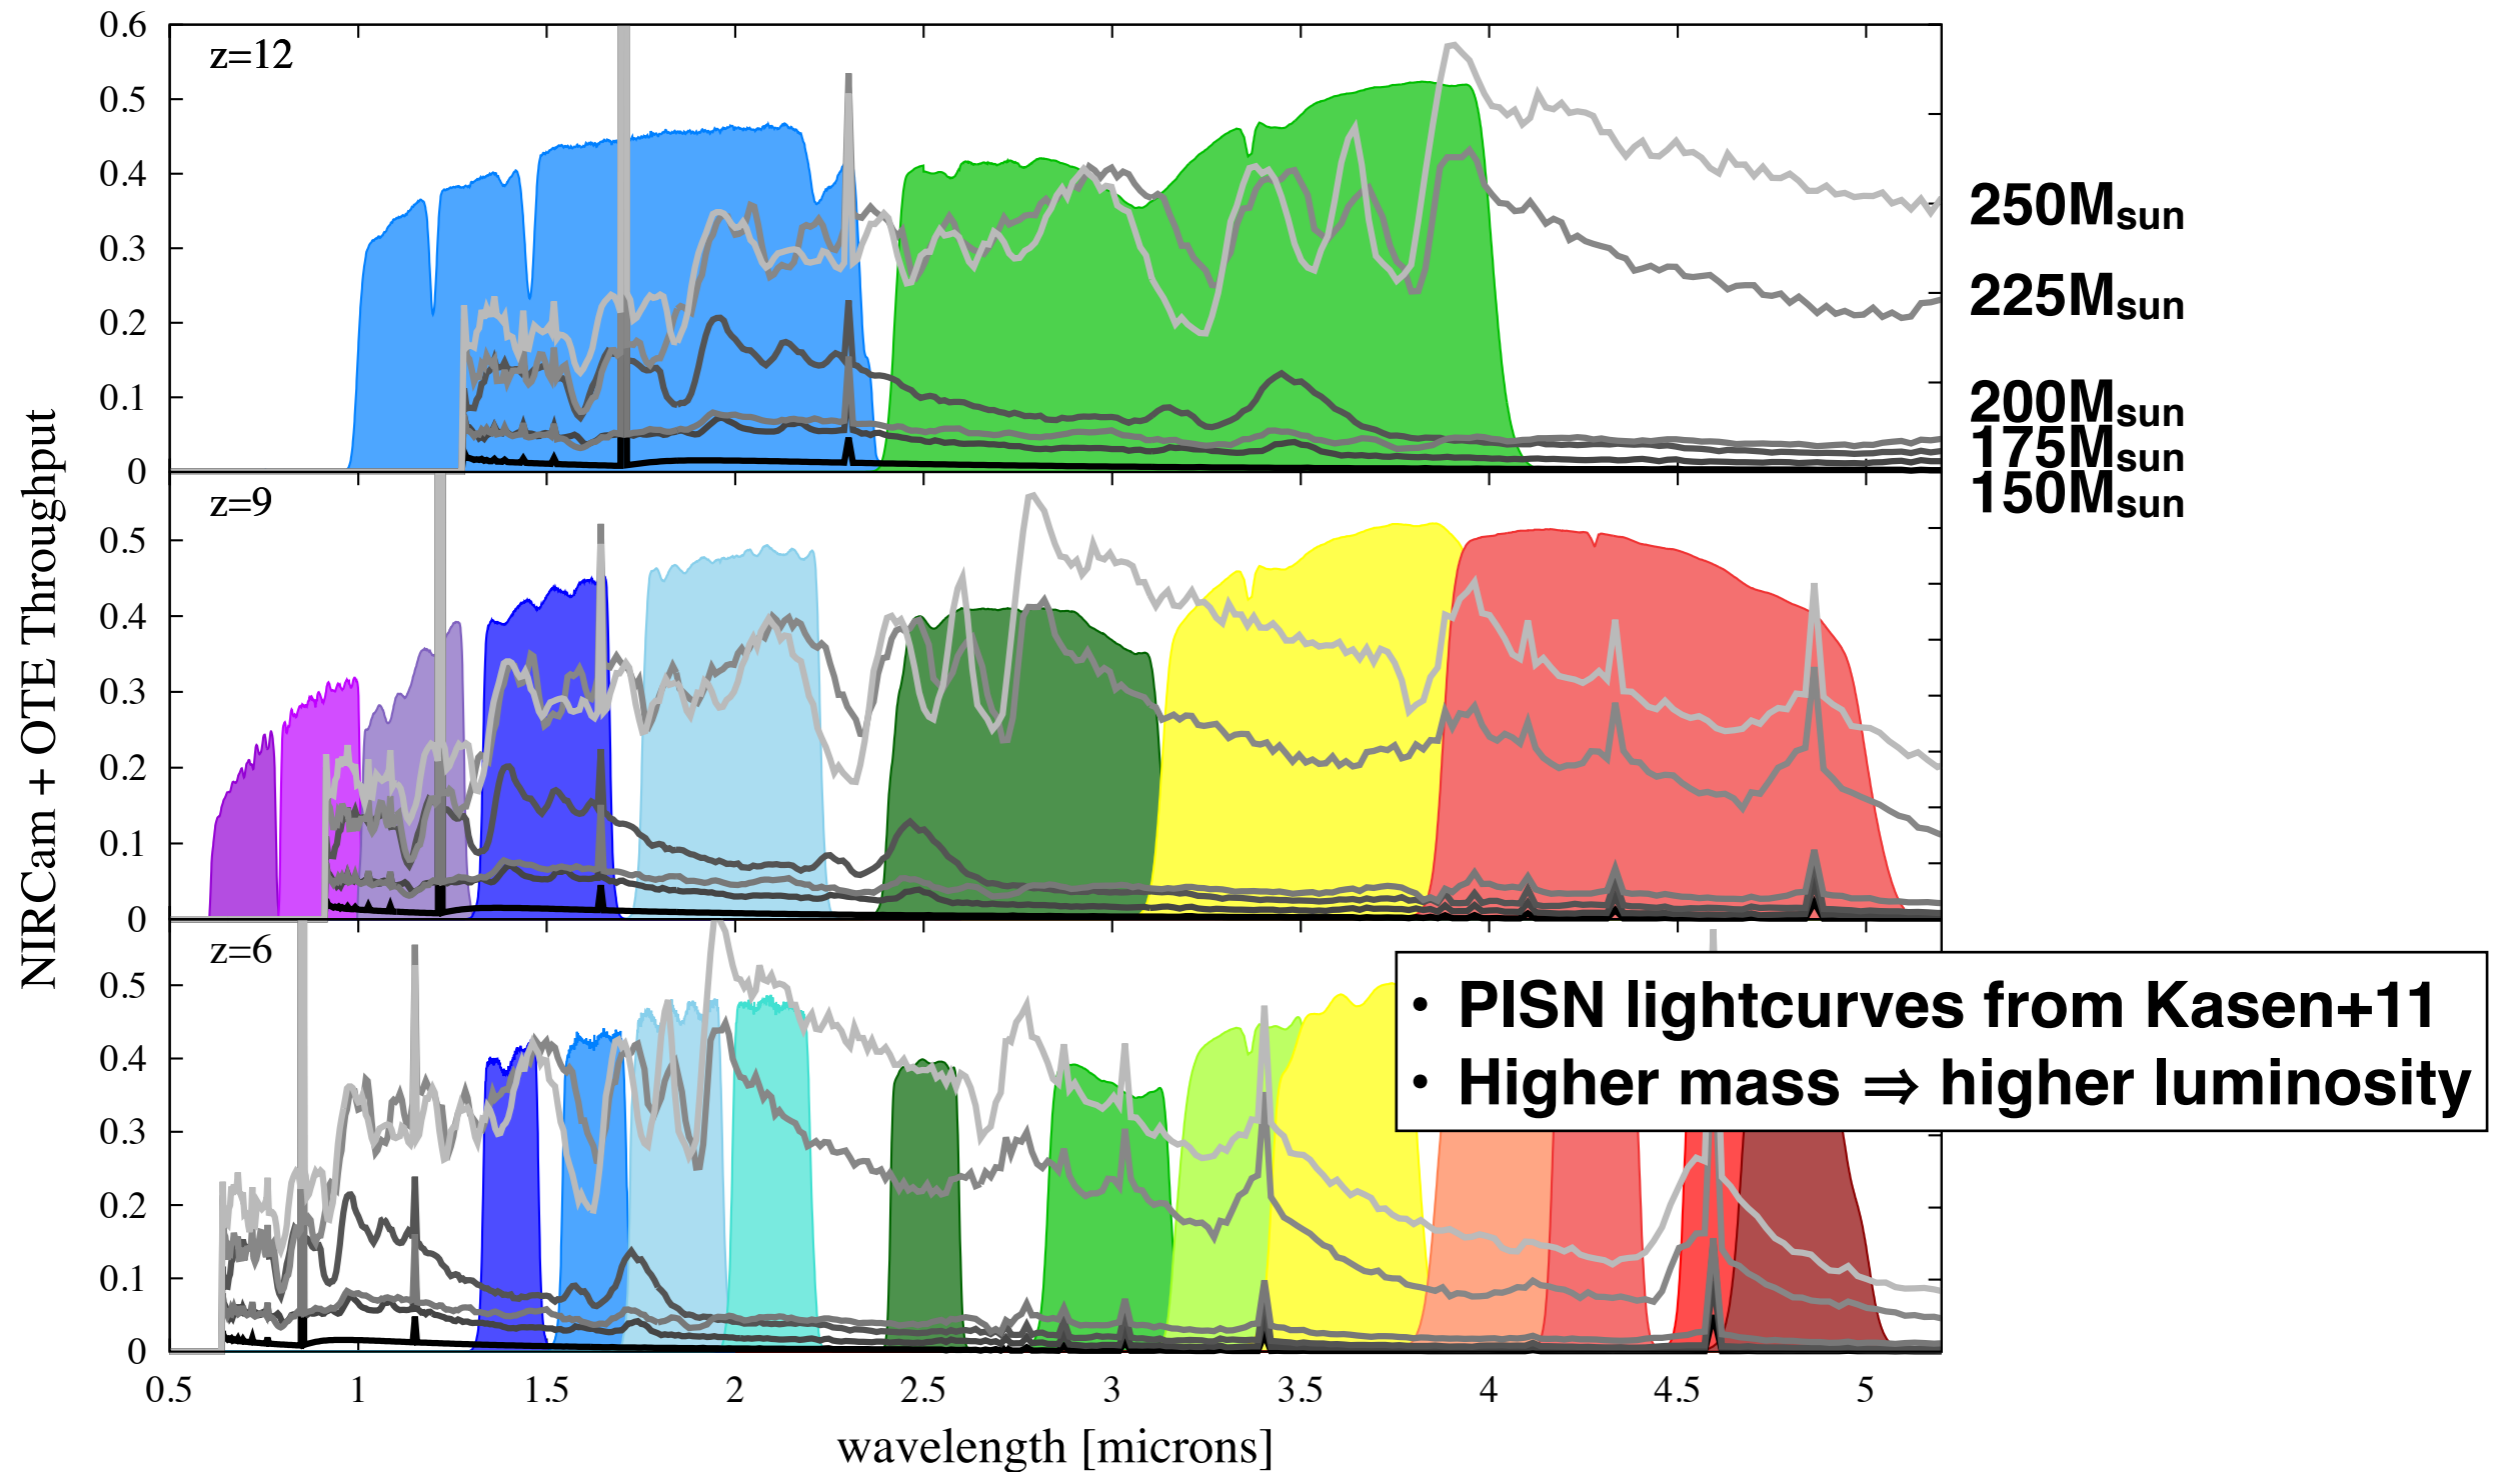 0.6
z=12
0.5
0.4
0.3
0.2
0.1
0
250Msun
225Msun
200Msun
175Msun
150Msun
z=9
0.5
0.4
0.3
0.2
0.1
0
z=6
0.5
0.4
0.3
0.2
0.1
0
NIRCam + OTE Throughput
• PISN lightcurves from Kasen+11
• Higher mass ⇒ higher luminosity
0.5 1 1.5 2 2.5 3 3.5 4 4.5 5
wavelength [microns]